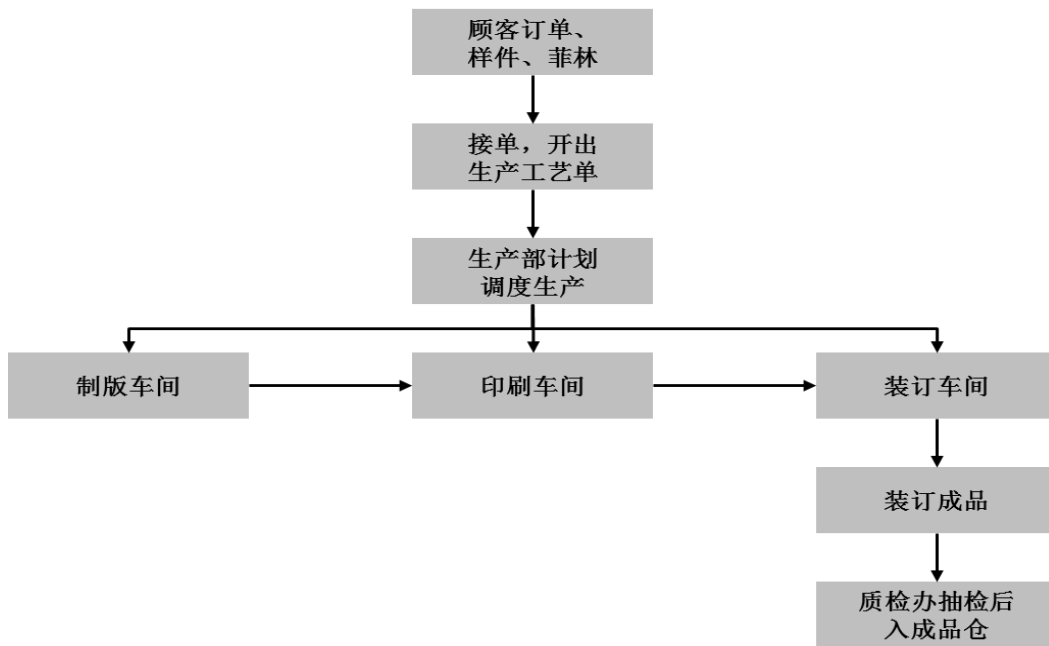 顾客订单、
样件、菲林
接单，开出
生产工艺单
生产部计划
调度生产
制版车间
印刷车间
装订车间
装订成品
质检办抽检后
入成品仓